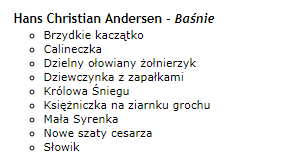 Hans Christian Andersen - Baśnie
Brzydkie kaczątko
Calineczka
Dzielny ołowiany żołnierzyk
Dziewczynka z zapałkami
Królowa Śniegu
Księżniczka na ziarnku grochu
Mała Syrenka
Nowe szaty cesarza
Słowik